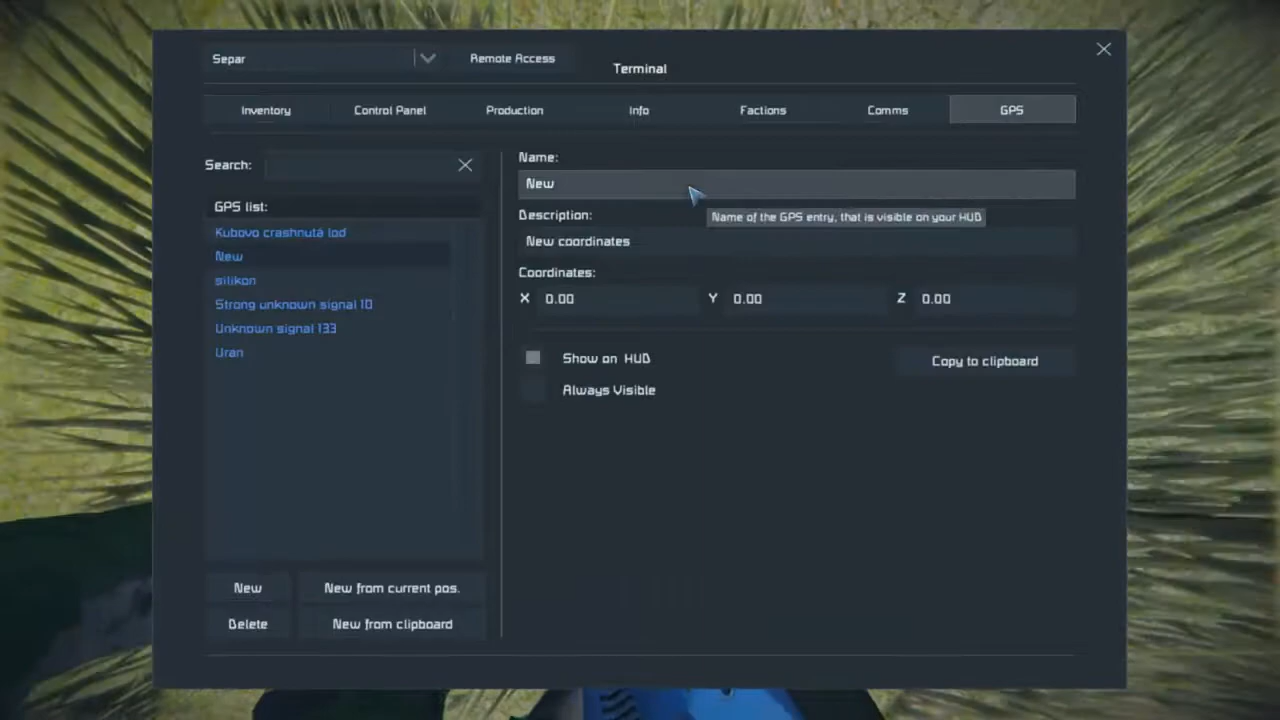 Separ
Remote Access
Terminal
Inventory
Control Panel
Production
Info
Factions
Comms
GPS
Search:
GPS list:
Kubovo crashnutá lod
New
silikon
Strong unknown signal 10
Unknown signal 133
Uran
New
New from current pos.
Delete
New from clipboard
Name:
New
Name of the GPS entry, that is visible on your HUD
Description:
New coordinates
Coordinates:
X 0.00 Y 0.00 Z 0.00
Show on HUD
Copy to clipboard
Always Visible